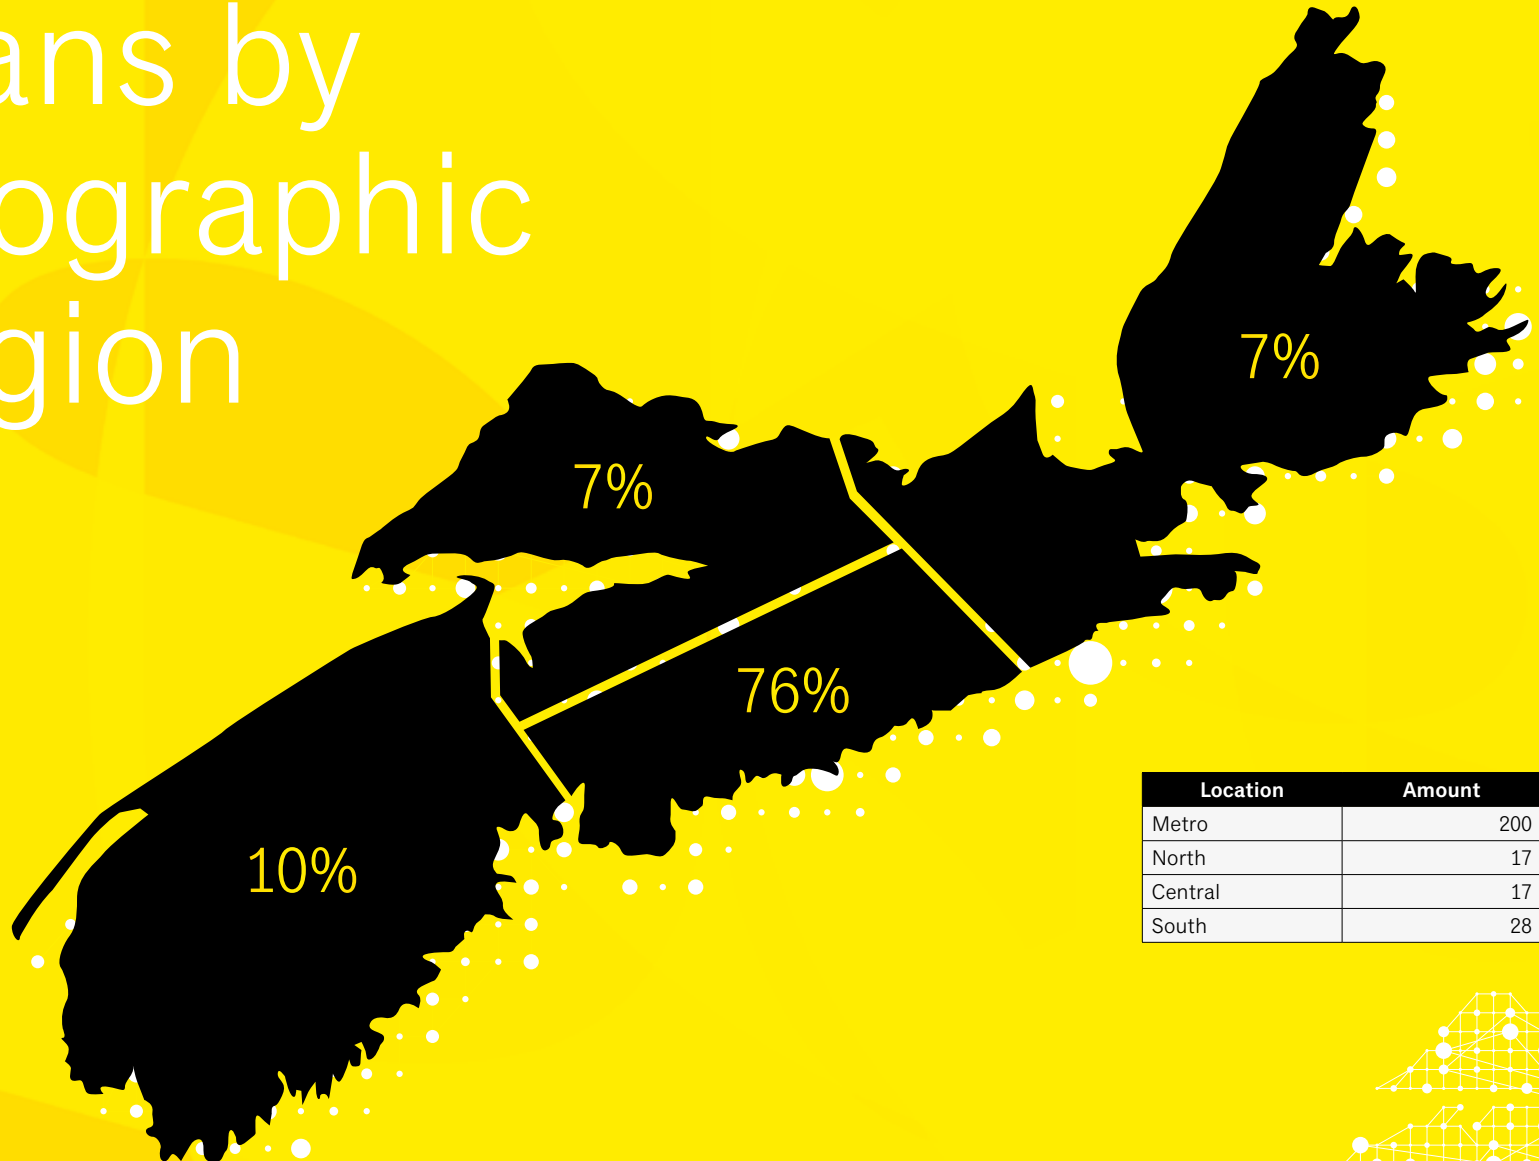 ans by
ographic
gion
7%
7%
76%
10%
Location Amount
Metro 200
North 17
Central 17
South 28